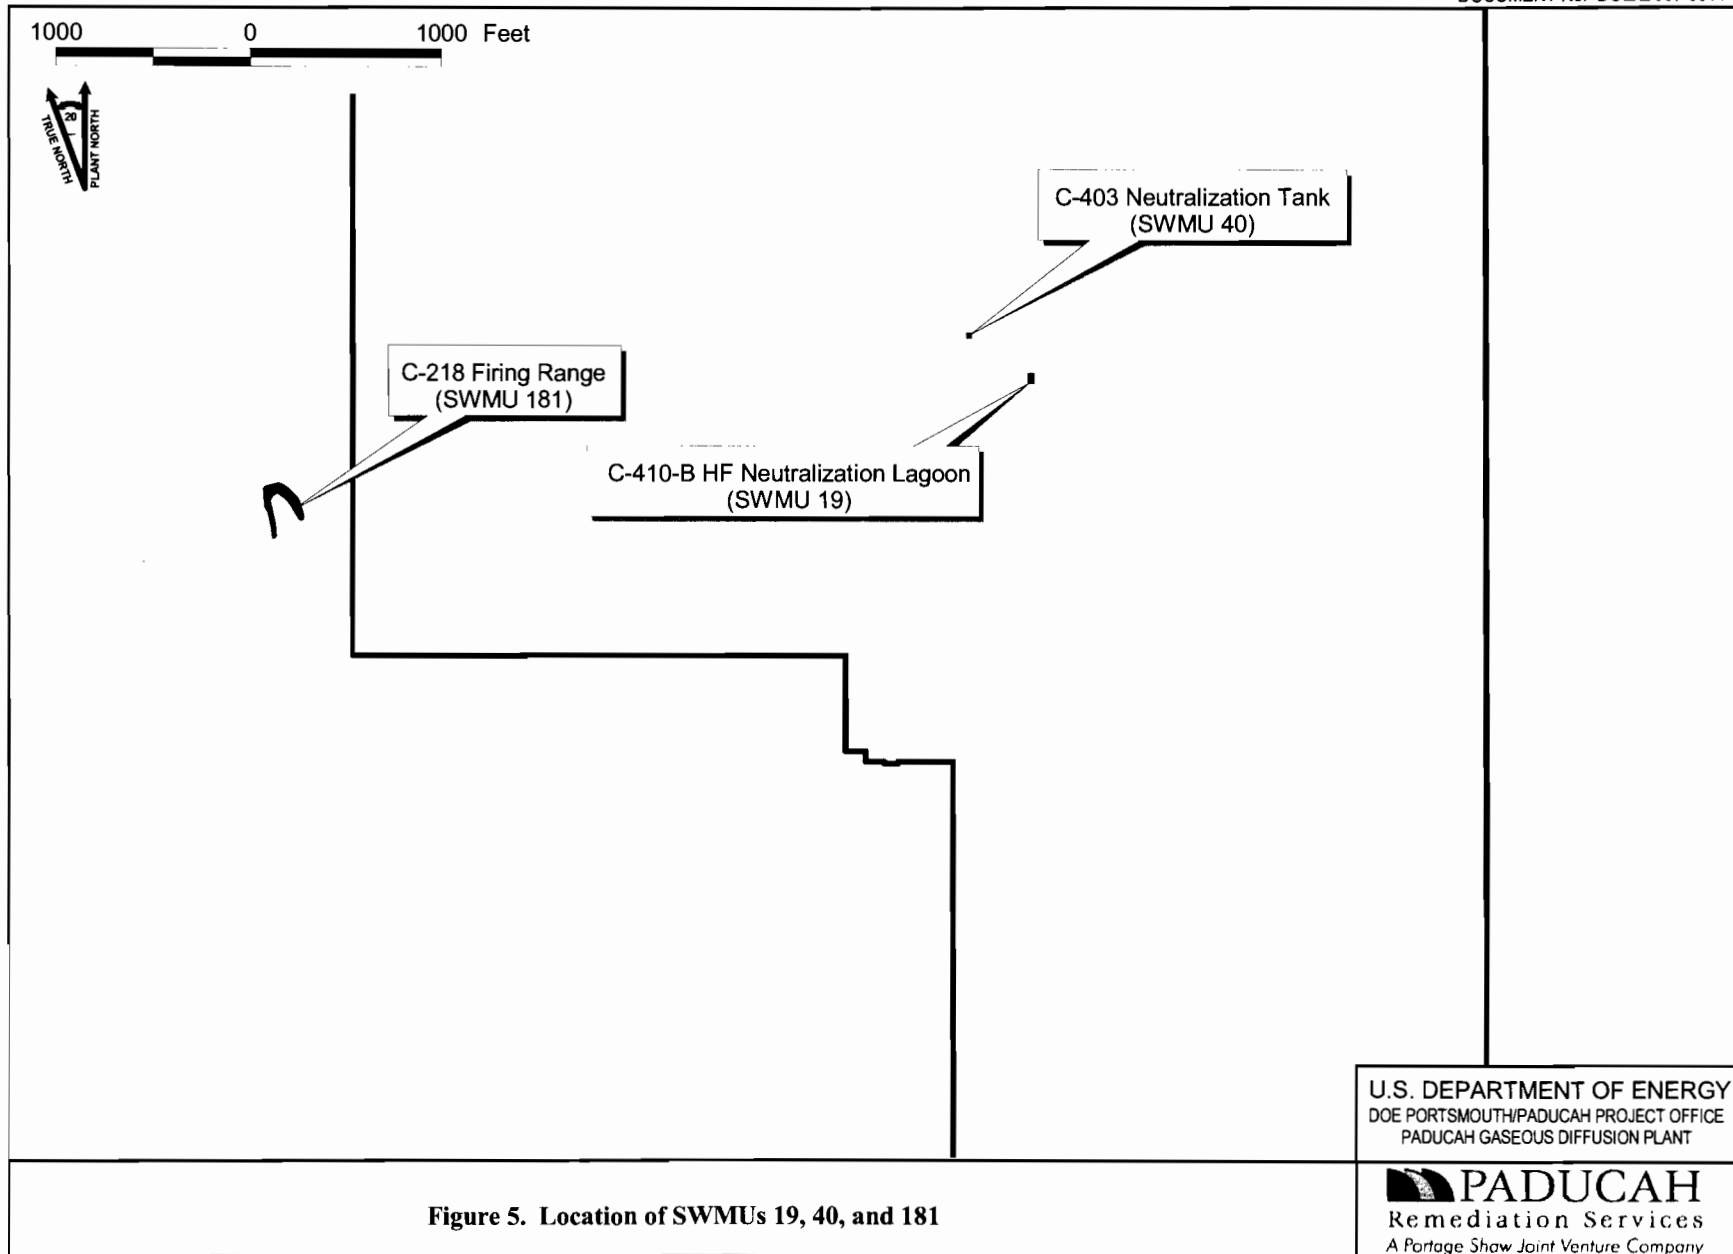 1000 0 1000 Feet
TRUE NORTH
PLANT NORTH
C-403 Neutralization Tank
(SWMU 40)
C-218 Firing Range
(SWMU 181)
C-410-B HF Neutralization Lagoon
(SWMU 19)
U.S. DEPARTMENT OF ENERGY
DOE PORTSMOUTH/PADUCAH PROJECT OFFICE
PADUCAH GASEOUS DIFFUSION PLANT
PADUCAH
Remediation Services
A Portage Shaw Joint Venture Company
Figure 5. Location of SWMUs 19, 40, and 181